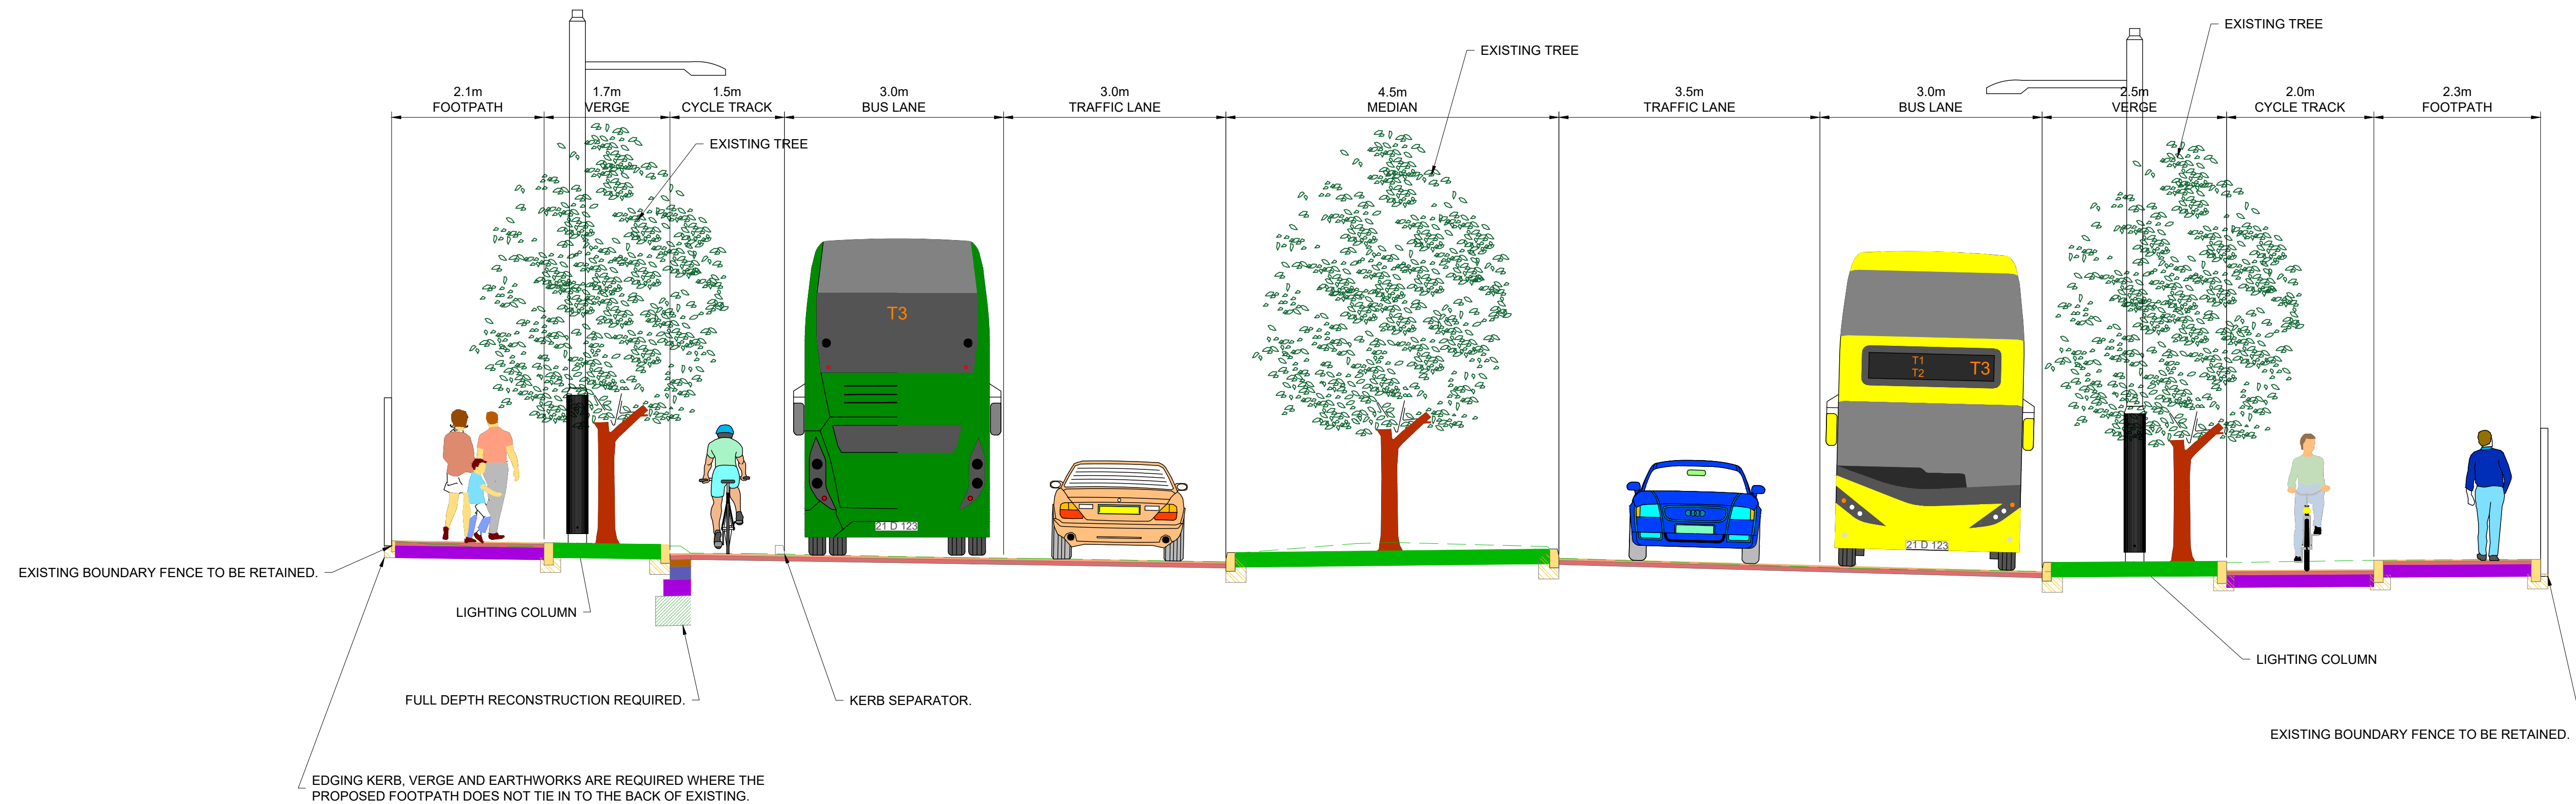 EXISTING TREE
EXISTING TREE
2.1m
FOOTPATH
1.7m
VERGE
1.5m
CYCLE TRACK
3.0m
BUS LANE
3.0m
TRAFFIC LANE
4.5m
MEDIAN
3.5m
TRAFFIC LANE
3.0m
BUS LANE
2.5m
VERGE
2.0m
CYCLE TRACK
2.3m
FOOTPATH
EXISTING TREE
T3
T1
T2
T3
21 D 123
21 D 123
EXISTING BOUNDARY FENCE TO BE RETAINED.
LIGHTING COLUMN
LIGHTING COLUMN
FULL DEPTH RECONSTRUCTION REQUIRED.
KERB SEPARATOR.
EXISTING BOUNDARY FENCE TO BE RETAINED.
EDGING KERB, VERGE AND EARTHWORKS ARE REQUIRED WHERE THE
PROPOSED FOOTPATH DOES NOT TIE IN TO THE BACK OF EXISTING.